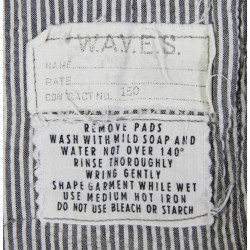 W.A.V.E.S.
NAME
RATE
CONTRACT NO. 150
REMOVE PADS
WASH WITH MILD SOAP AND
WATER NOT OVER 140°
RINSE THOROUGHLY
WRING GENTLY
SHAPE GARMENT WHILE WET
USE MEDIUM HOT IRON
DO NOT USE BLEACH OR STARCH